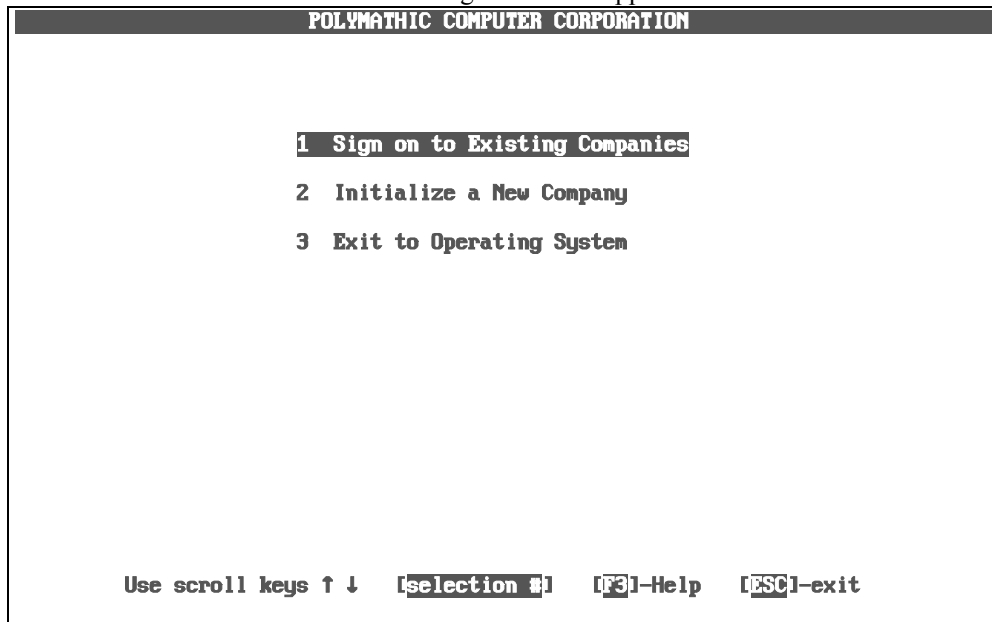 POLYMATHIC COMPUTER CORPORATION
1 Sign on to Existing Companies
2 Initialize a New Company
3 Exit to Operating System
Use scroll keys ↑ ↓ [selection #] [F3]-Help [ESC]-exit